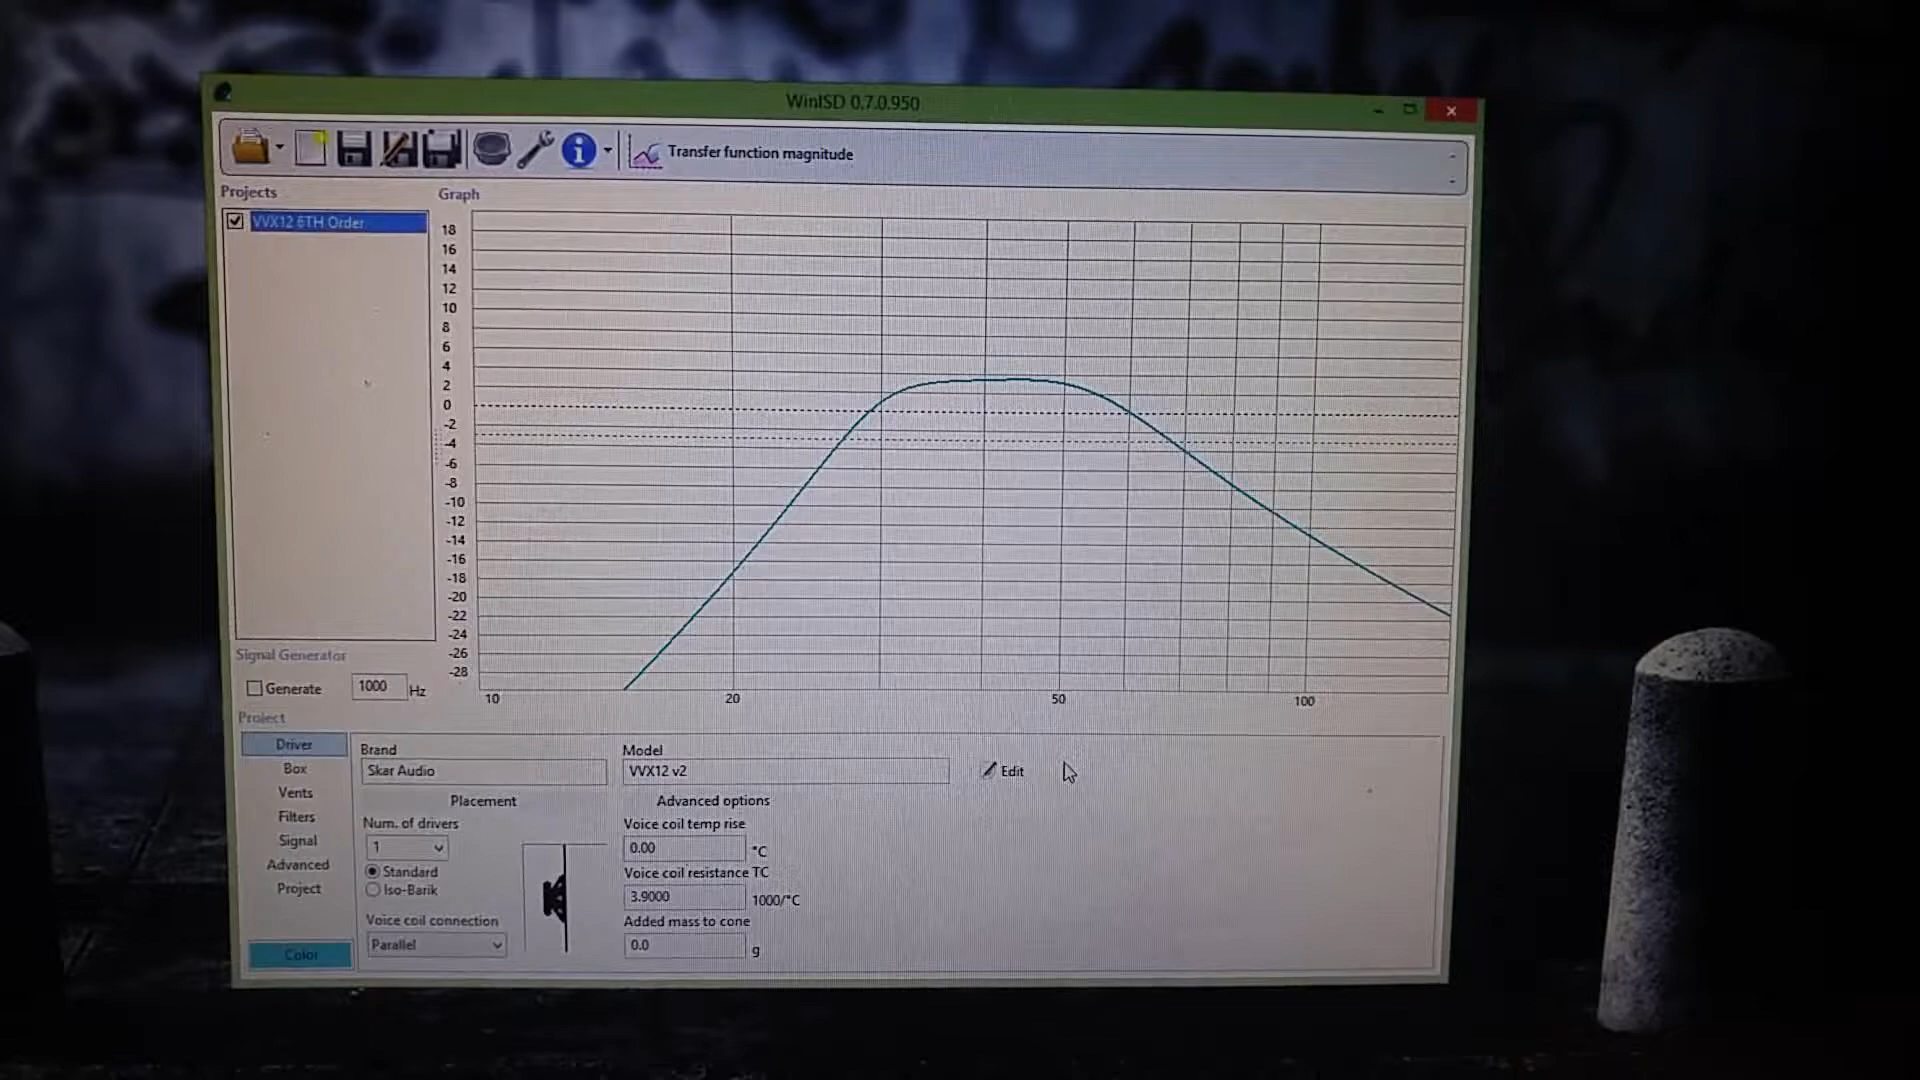 WinISD 0.7.0.950
Transfer function magnitude
Projects
VVX12 6TH Order
Graph
18
16
14
12
10
8
6
4
2
0
-2
-4
-6
-8
-10
-12
-14
-16
-18
-20
-22
-24
-26
-28
10 20 50 100
Signal Generator
Generate 1000 Hz
Project
Driver
Box
Vents
Filters
Signal
Advanced
Project
Color
Brand
Skar Audio
Model
VVX12 v2
Edit
Placement
Num. of drivers
1
Standard
Iso-Barik
Voice coil connection
Parallel
Advanced options
Voice coil temp rise
0.00 °C
Voice coil resistance TC
3.9000 1000/°C
Added mass to cone
0.0 g